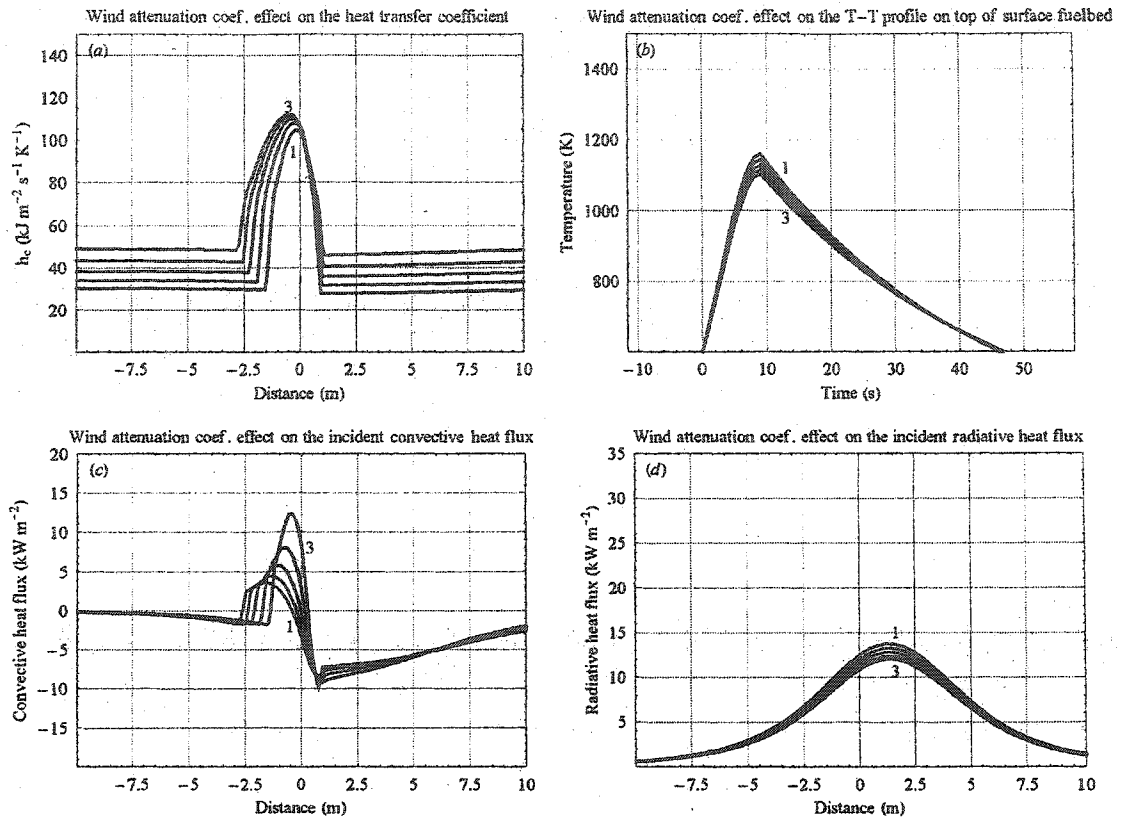 Wind attenuation coef. effect on the heat transfer coefficient
(a)
140
120
100
80
60
40
20
3
1
h_c (kJ m⁻² s⁻¹ K⁻¹)
−7.5 −5 −2.5 0 2.5 5 7.5 10
Distance (m)
Wind attenuation coef. effect on the T−T profile on top of surface fuelbed
(b)
1400
1200
1000
800
1
3
Temperature (K)
−10 0 10 20 30 40 50
Time (s)
Wind attenuation coef. effect on the incident convective heat flux
(c)
20
15
10
5
0
−5
−10
−15
3
1
Convective heat flux (kW m⁻²)
−7.5 −5 −2.5 0 2.5 5 7.5 10
Distance (m)
Wind attenuation coef. effect on the incident radiative heat flux
(d)
35
30
25
20
15
10
5
1
3
Radiative heat flux (kW m⁻²)
−7.5 −5 −2.5 0 2.5 5 7.5 10
Distance (m)